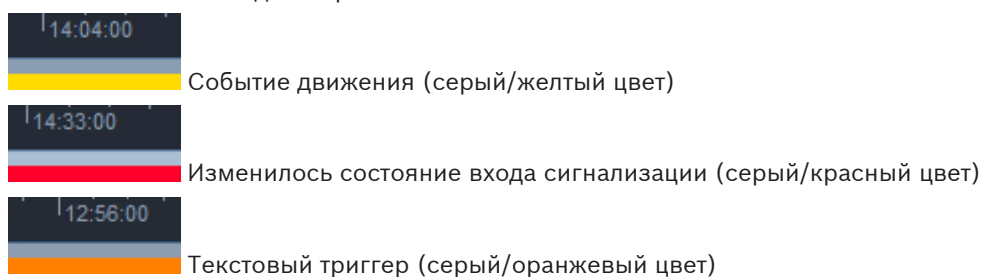 14:04:00
Событие движения (серый/желтый цвет)
14:33:00
Изменилось состояние входа сигнализации (серый/красный цвет)
12:56:00
Текстовый триггер (серый/оранжевый цвет)